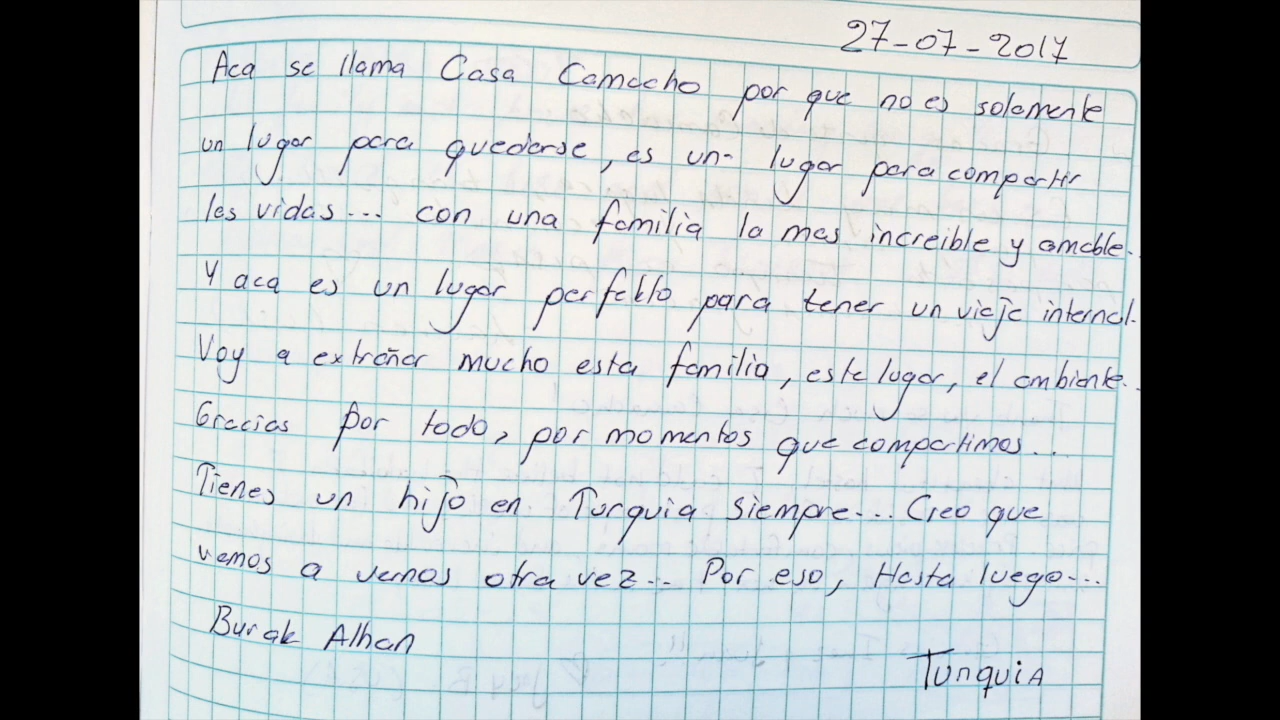 27-07-2017
Aca se llama Casa Camacho por que no es solamente
un lugar para quedarse, es un- lugar para compartir
las vidas... con una familia la mas increible y amable..
Y aca es un lugar perfekto para tener un viaje internal.
Voy a extrañar mucho esta familia, este lugar, el ambiente..
Gracias por todo, por momentos que compartimos...
Tienes un hijo en Turquia siempre... Creo que
vamos a vernos otra vez... Por eso, Hasta luego...
Burak Alhan
TurquiA